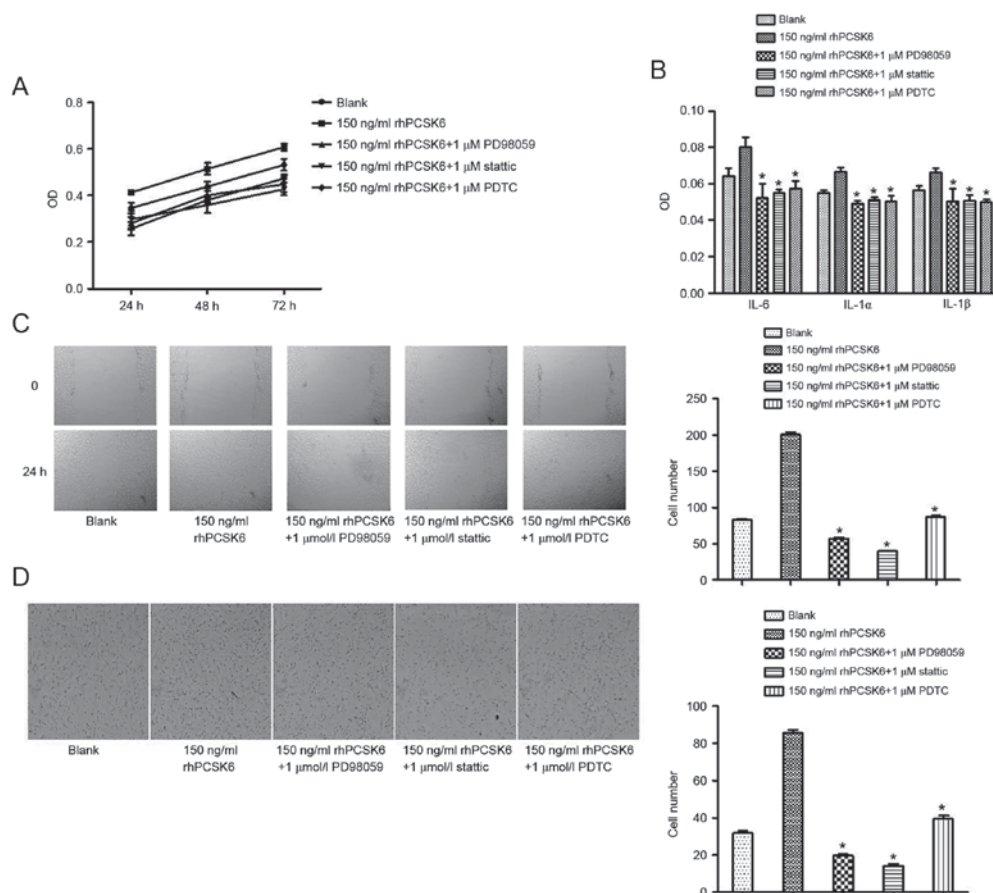 A
0.8
0.6
0.4
0.2
0.0
OD
24 h
48 h
72 h
Blank
150 ng/ml rhPCSK6
150 ng/ml rhPCSK6+1 μM PD98059
150 ng/ml rhPCSK6+1 μM stattic
150 ng/ml rhPCSK6+1 μM PDTC
B
Blank
150 ng/ml rhPCSK6
150 ng/ml rhPCSK6+1 μM PD98059
150 ng/ml rhPCSK6+1 μM stattic
150 ng/ml rhPCSK6+1 μM PDTC
0.10
0.08
0.06
0.04
0.02
0.00
OD
* * * * * * * * *
IL-6
IL-1α
IL-1β
C
0
24 h
Blank
150 ng/ml
rhPCSK6
150 ng/ml rhPCSK6
+1 μmol/l PD98059
150 ng/ml rhPCSK6
+1 μmol/l stattic
150 ng/ml rhPCSK6
+1 μmol/l PDTC
Blank
150 ng/ml rhPCSK6
150 ng/ml rhPCSK6+1 μM PD98059
150 ng/ml rhPCSK6+1 μM stattic
150 ng/ml rhPCSK6+1 μM PDTC
250
200
150
100
50
0
Cell number
* * *
D
Blank
150 ng/ml
rhPCSK6
150 ng/ml rhPCSK6
+1 μmol/l PD98059
150 ng/ml rhPCSK6
+1 μmol/l stattic
150 ng/ml rhPCSK6
+1 μmol/l PDTC
Blank
150 ng/ml rhPCSK6
150 ng/ml rhPCSK6+1 μM PD98059
150 ng/ml rhPCSK6+1 μM stattic
150 ng/ml rhPCSK6+1 μM PDTC
100
80
60
40
20
0
Cell number
* * *